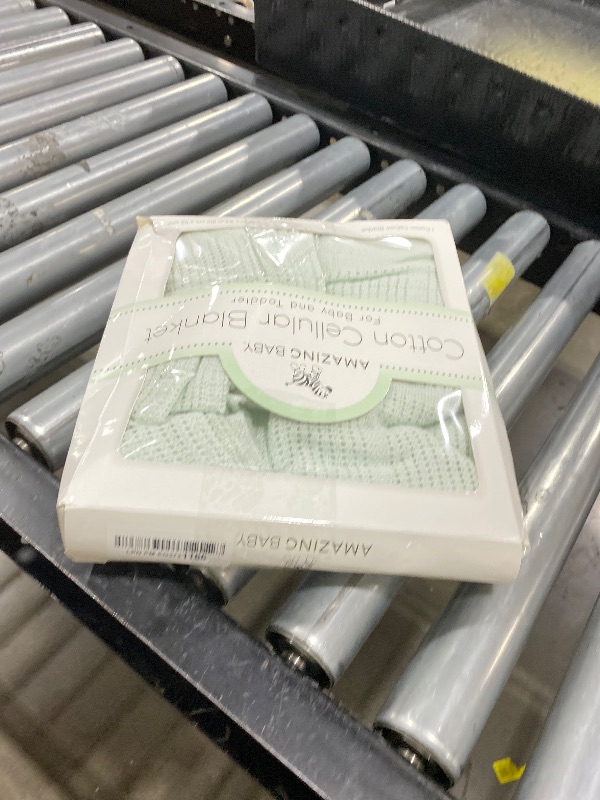 AMAZING BABY
Cotton Cellular Blanket
For Baby and Toddler
AMAZING BABY